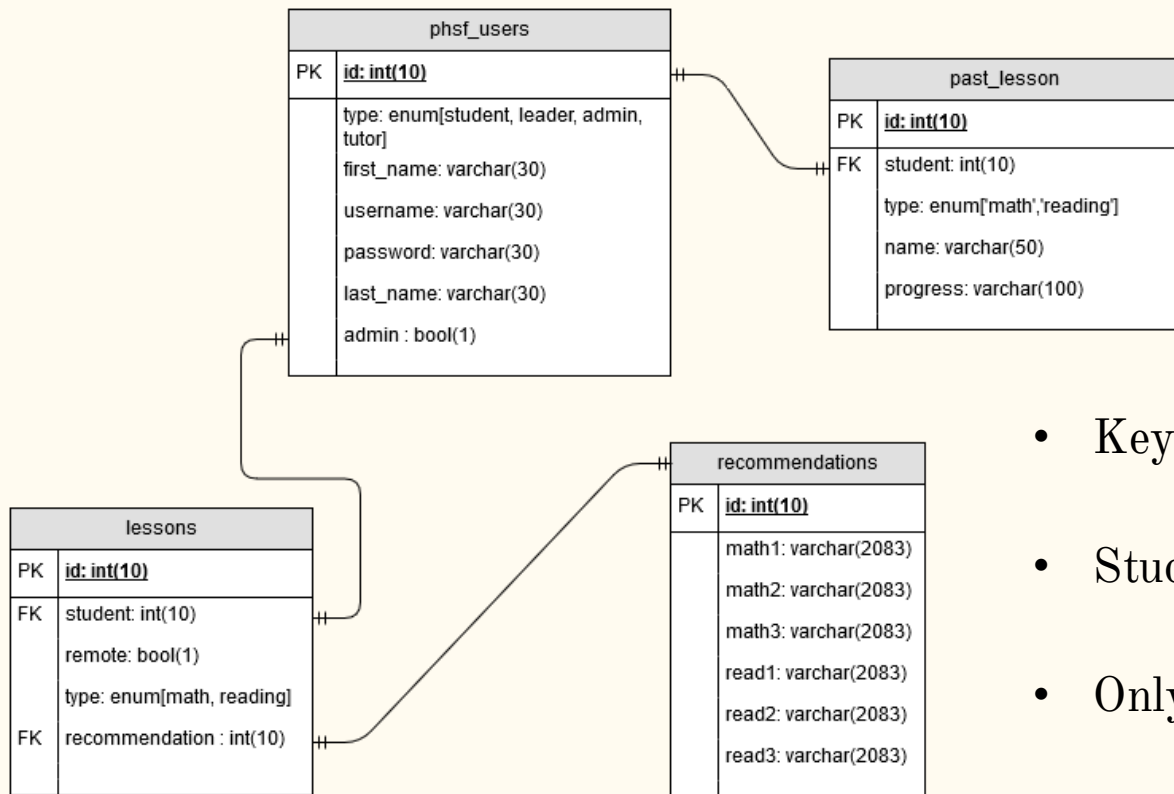 phsf_users
PK id: int(10)
type: enum[student, leader, admin,
tutor]
first_name: varchar(30)
username: varchar(30)
password: varchar(30)
last_name: varchar(30)
admin : bool(1)
past_lesson
PK id: int(10)
FK student: int(10)
type: enum['math','reading']
name: varchar(50)
progress: varchar(100)
lessons
PK id: int(10)
FK student: int(10)
remote: bool(1)
type: enum[math, reading]
FK recommendation : int(10)
recommendations
PK id: int(10)
math1: varchar(2083)
math2: varchar(2083)
math3: varchar(2083)
read1: varchar(2083)
read2: varchar(2083)
read3: varchar(2083)
• Key
•
•